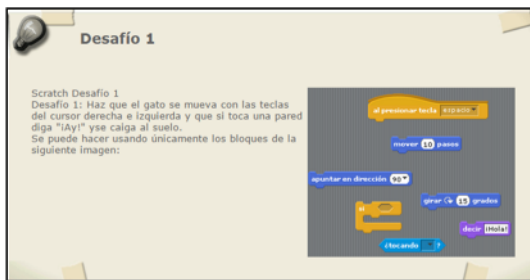 Desafío 1
Scratch Desafío 1
Desafío 1: Haz que el gato se mueva con las teclas
del cursor derecha e izquierda y que si toca una pared
diga "¡Ay!" yse caiga al suelo.
Se puede hacer usando únicamente los bloques de la
siguiente imagen:
al presionar tecla espacio
mover 10 pasos
apuntar en dirección 90
girar 15 grados
si
decir ¡Hola!
¿tocando ?